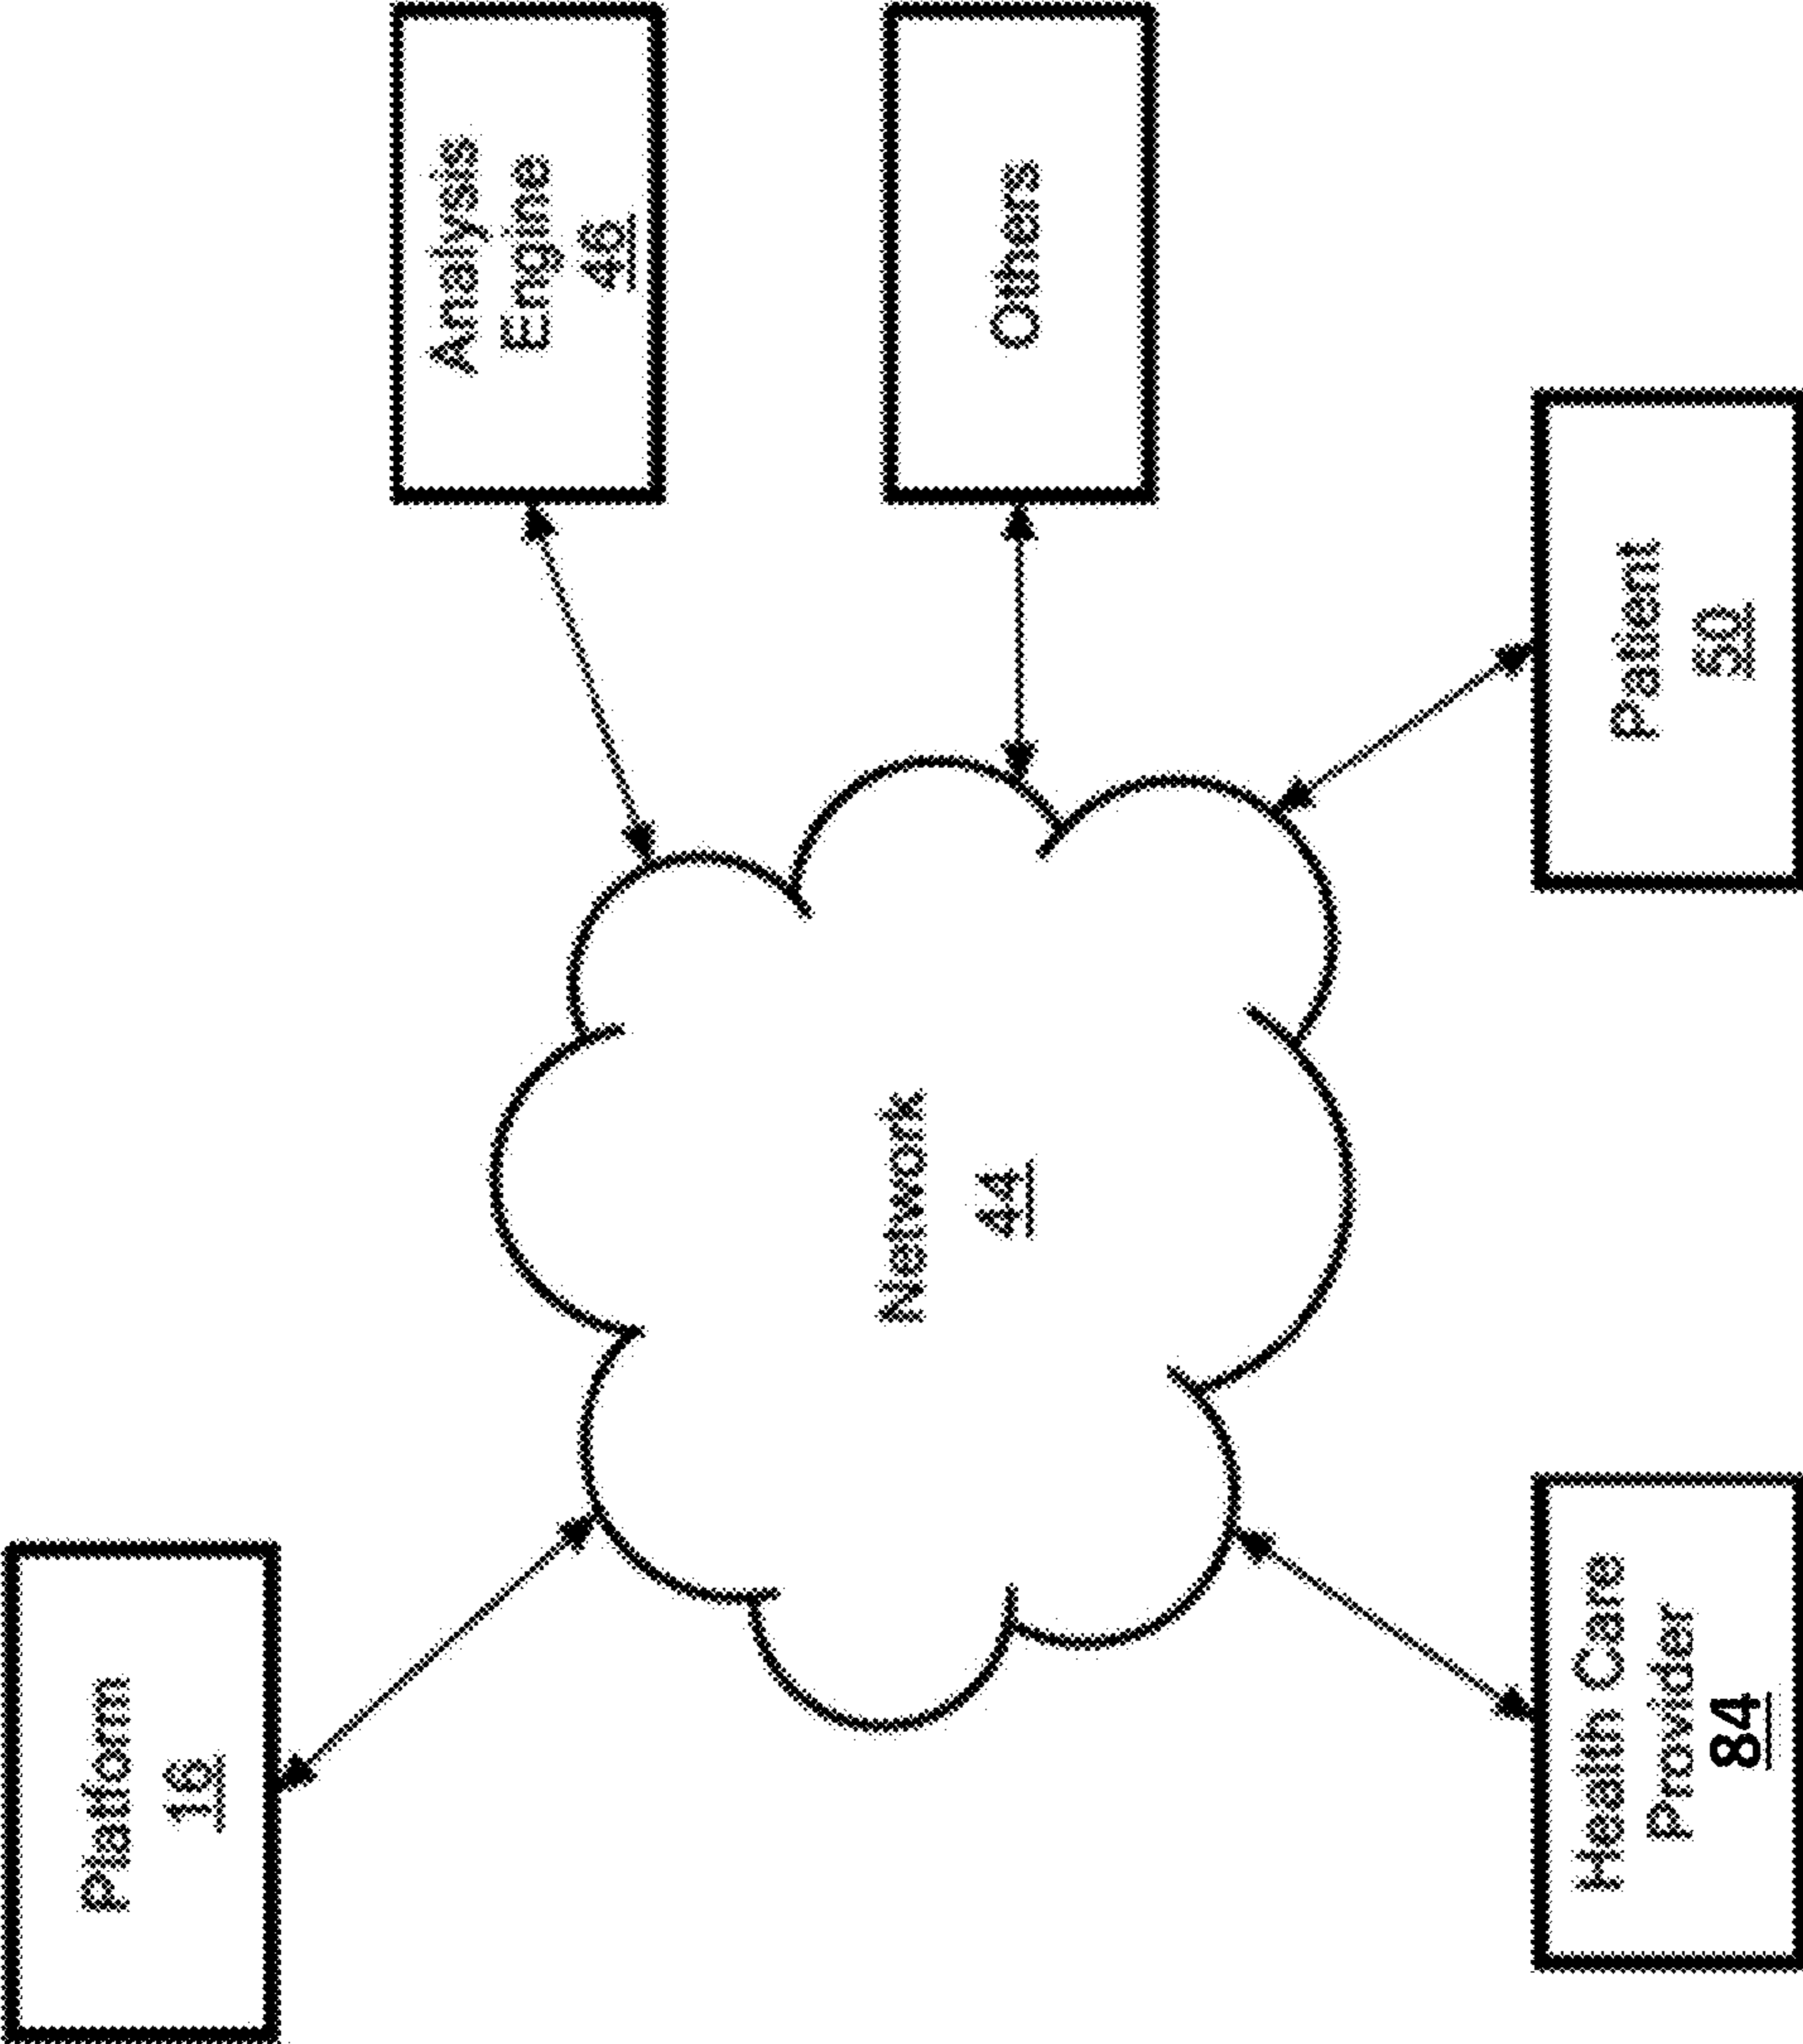 Platform
16
Analysis
Engine
46
Network
44
Others
Health Care
Provider
84
Patient
50